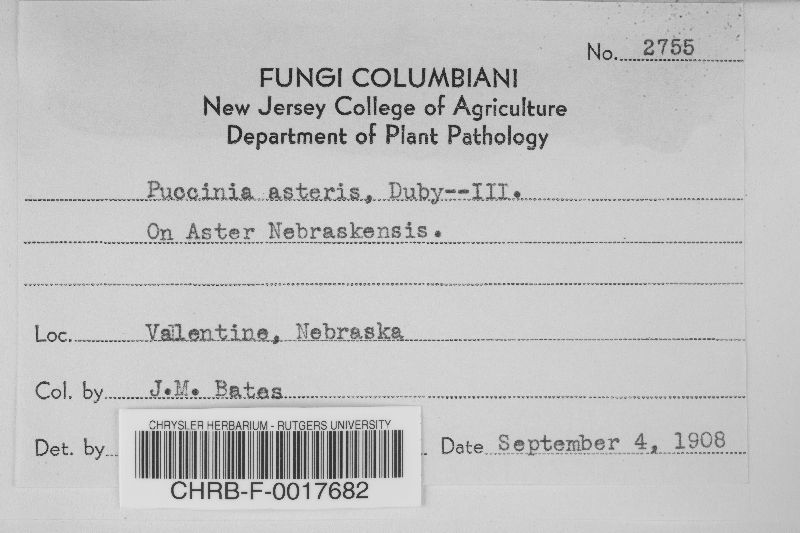 No. 2755
FUNGI COLUMBIANI
New Jersey College of Agriculture
Department of Plant Pathology
Puccinia asteris, Duby--III.
On Aster Nebraskensis.
Loc. Valentine, Nebraska
Col. by J.M. Bates
Det. by Date September 4, 1908
CHRYSLER HERBARIUM - RUTGERS UNIVERSITY
CHRB-F-0017682